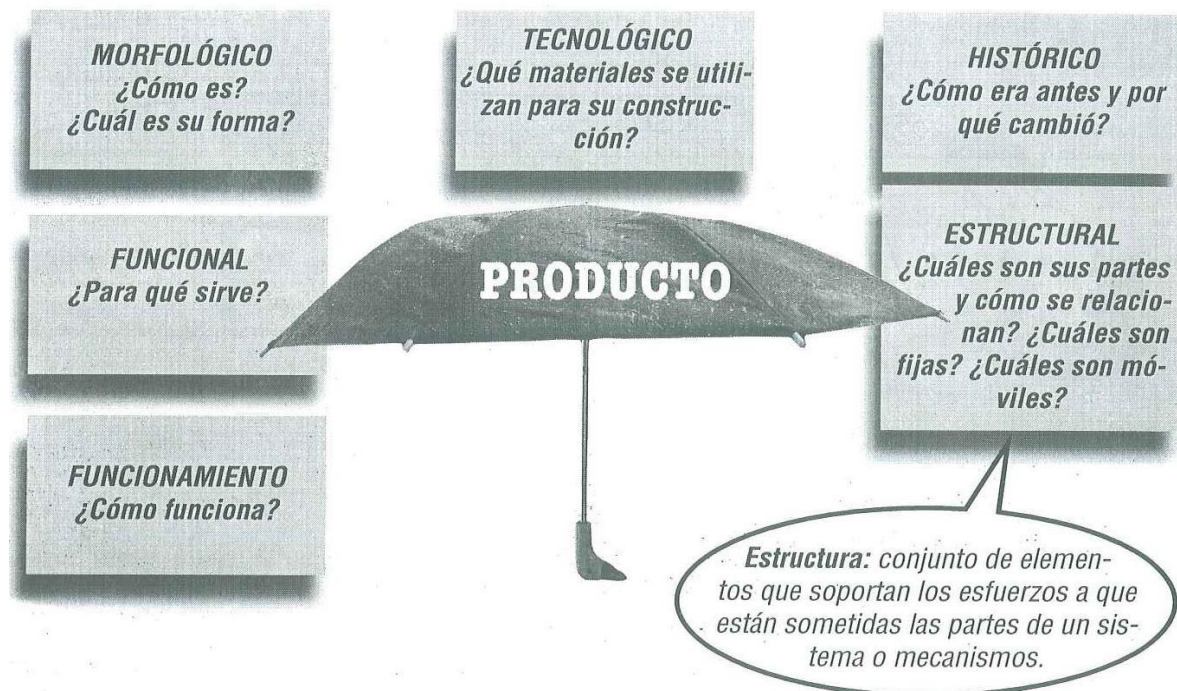 MORFOLÓGICO
¿Cómo es?
¿Cuál es su forma?
TECNOLÓGICO
¿Qué materiales se utili-
zan para su construc-
ción?
HISTÓRICO
¿Cómo era antes y por
qué cambió?
FUNCIONAL
¿Para qué sirve?
PRODUCTO
ESTRUCTURAL
¿Cuáles son sus partes
y cómo se relacio-
nan? ¿Cuáles son
fijas? ¿Cuáles son mó-
viles?
FUNCIONAMIENTO
¿Cómo funciona?
Estructura: conjunto de elemen-
tos que soportan los esfuerzos a que
están sometidas las partes de un sis-
tema o mecanismos.